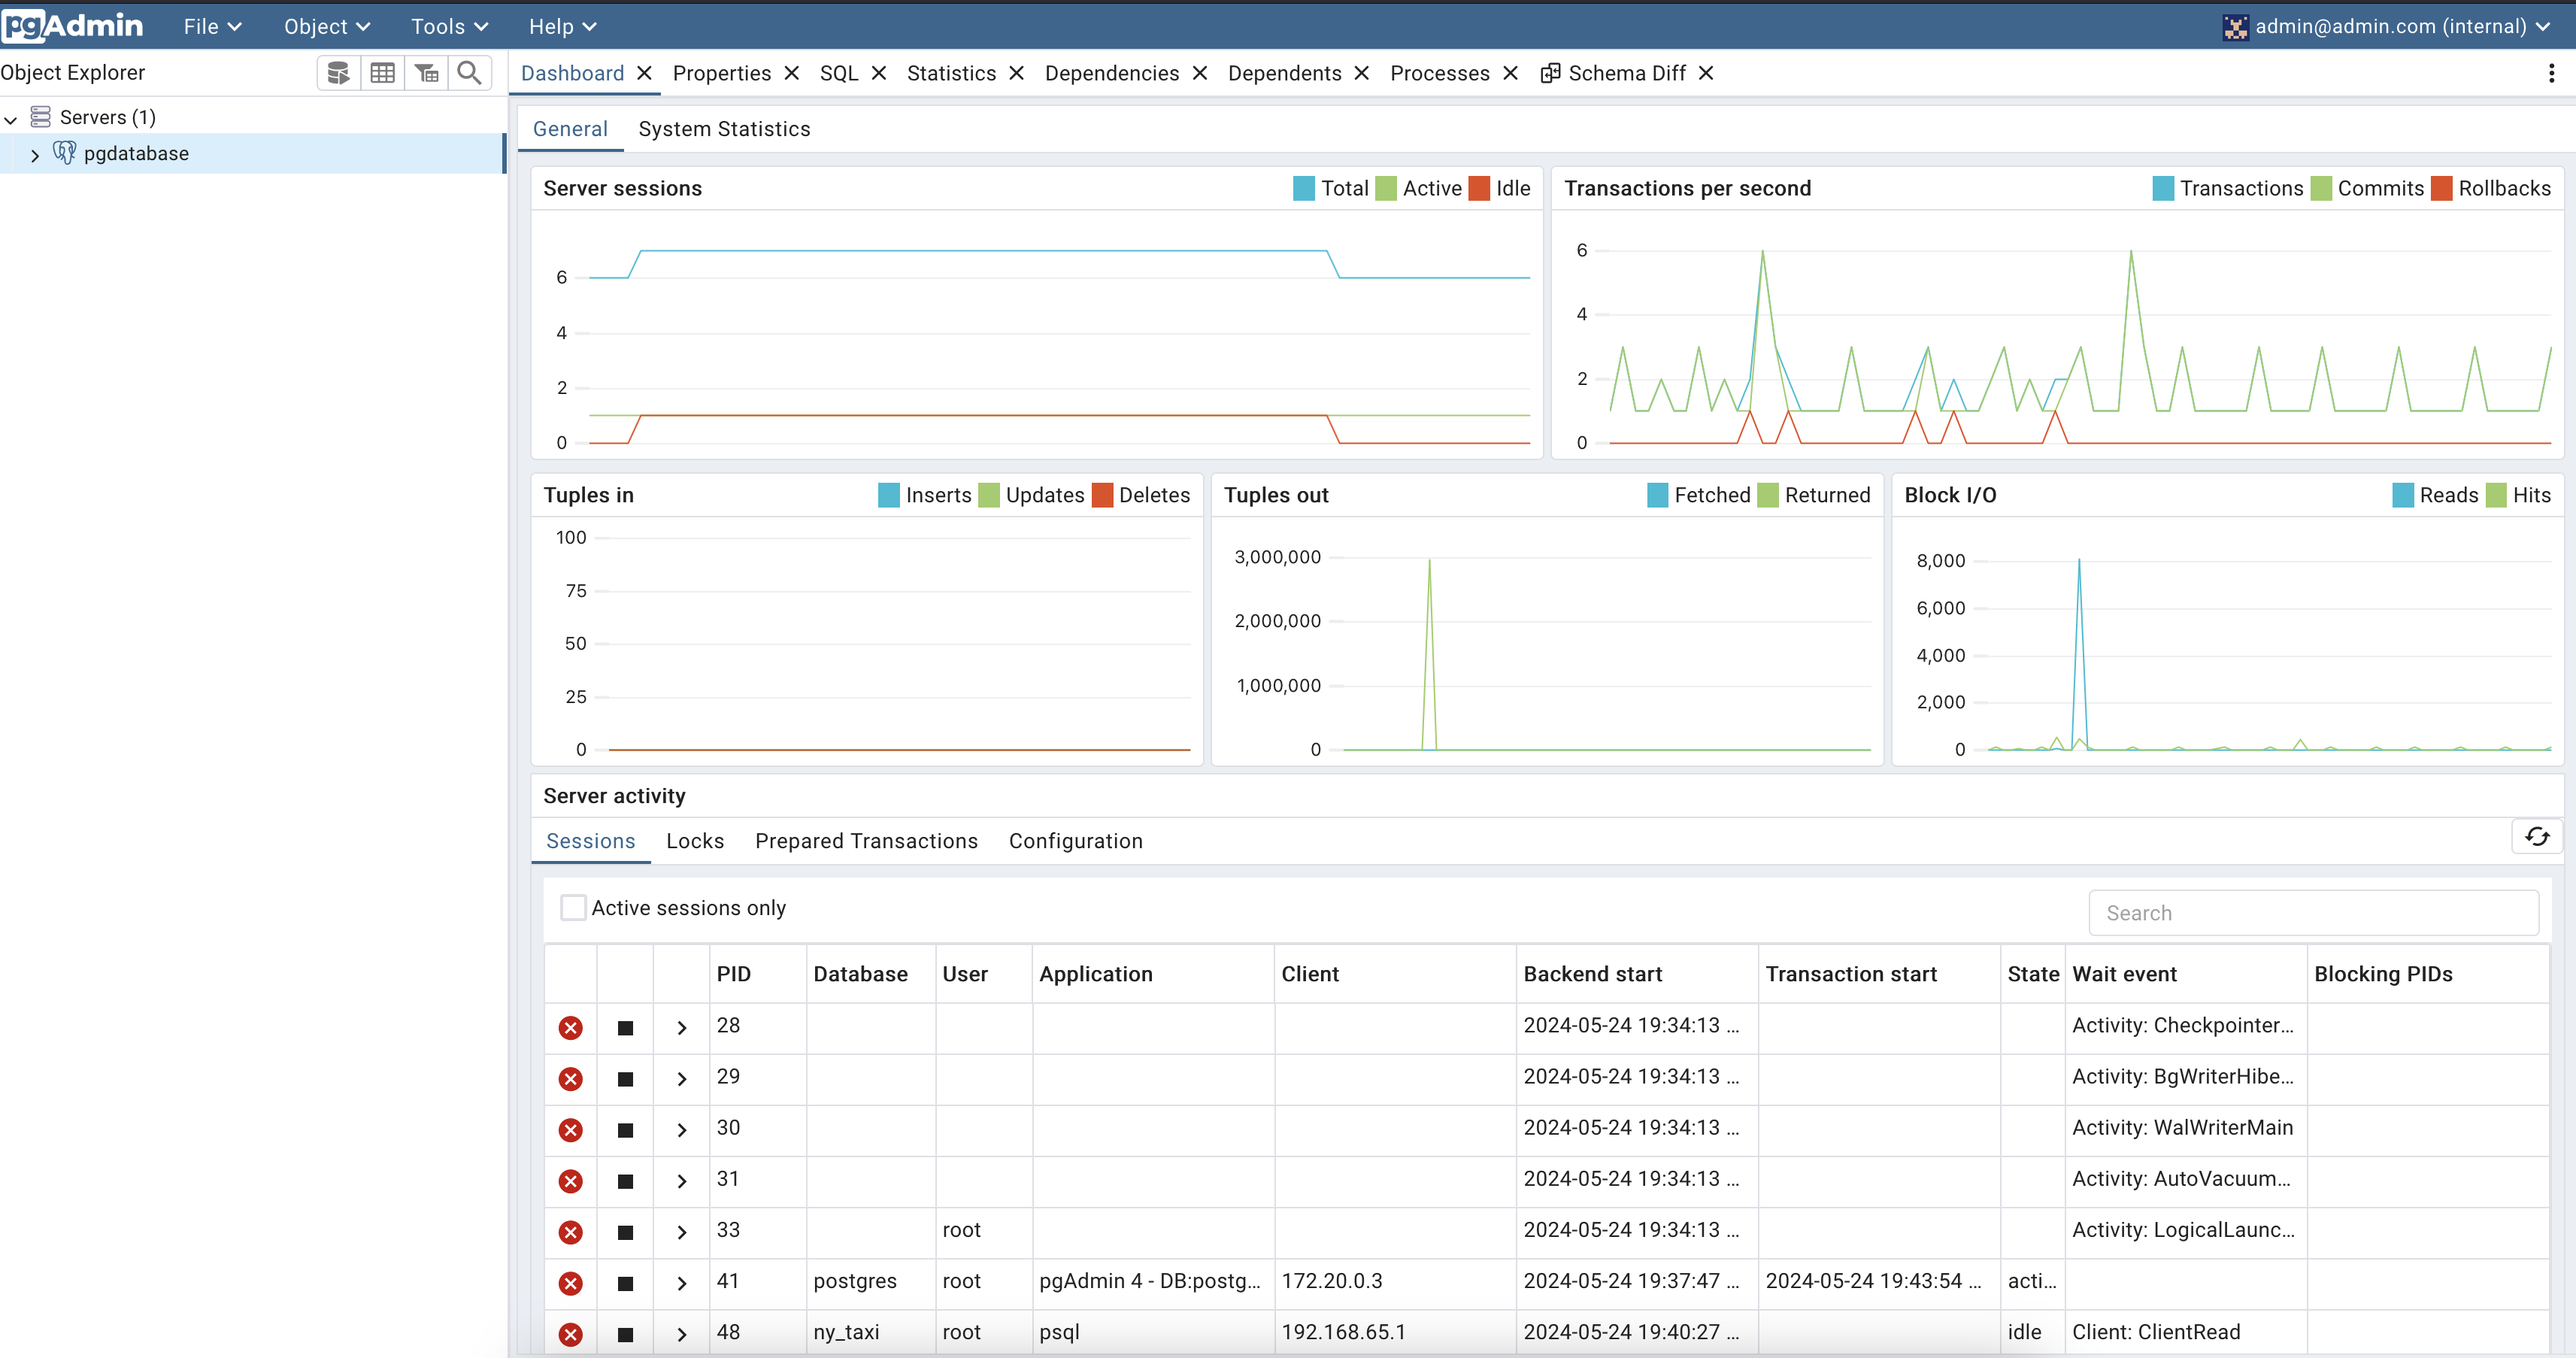 pgAdmin File Object Tools Help admin@admin.com (internal)
Object Explorer
Dashboard Properties SQL Statistics Dependencies Dependents Processes Schema Diff
Servers (1)
pgdatabase
General System Statistics
Server sessions Total Active Idle
6
4
2
0
Transactions per second Transactions Commits Rollbacks
6
4
2
0
Tuples in Inserts Updates Deletes
100
75
50
25
0
Tuples out Fetched Returned
3,000,000
2,000,000
1,000,000
0
Block I/O Reads Hits
8,000
6,000
4,000
2,000
0
Server activity
Sessions Locks Prepared Transactions Configuration
Active sessions only Search
PID Database User Application Client Backend start Transaction start State Wait event Blocking PIDs
28 2024-05-24 19:34:13 ... Activity: Checkpointer...
29 2024-05-24 19:34:13 ... Activity: BgWriterHibe...
30 2024-05-24 19:34:13 ... Activity: WalWriterMain
31 2024-05-24 19:34:13 ... Activity: AutoVacuum...
33 root 2024-05-24 19:34:13 ... Activity: LogicalLaunc...
41 postgres root pgAdmin 4 - DB:postg... 172.20.0.3 2024-05-24 19:37:47 ... 2024-05-24 19:43:54 ... acti...
48 ny_taxi root psql 192.168.65.1 2024-05-24 19:40:27 ... idle Client: ClientRead